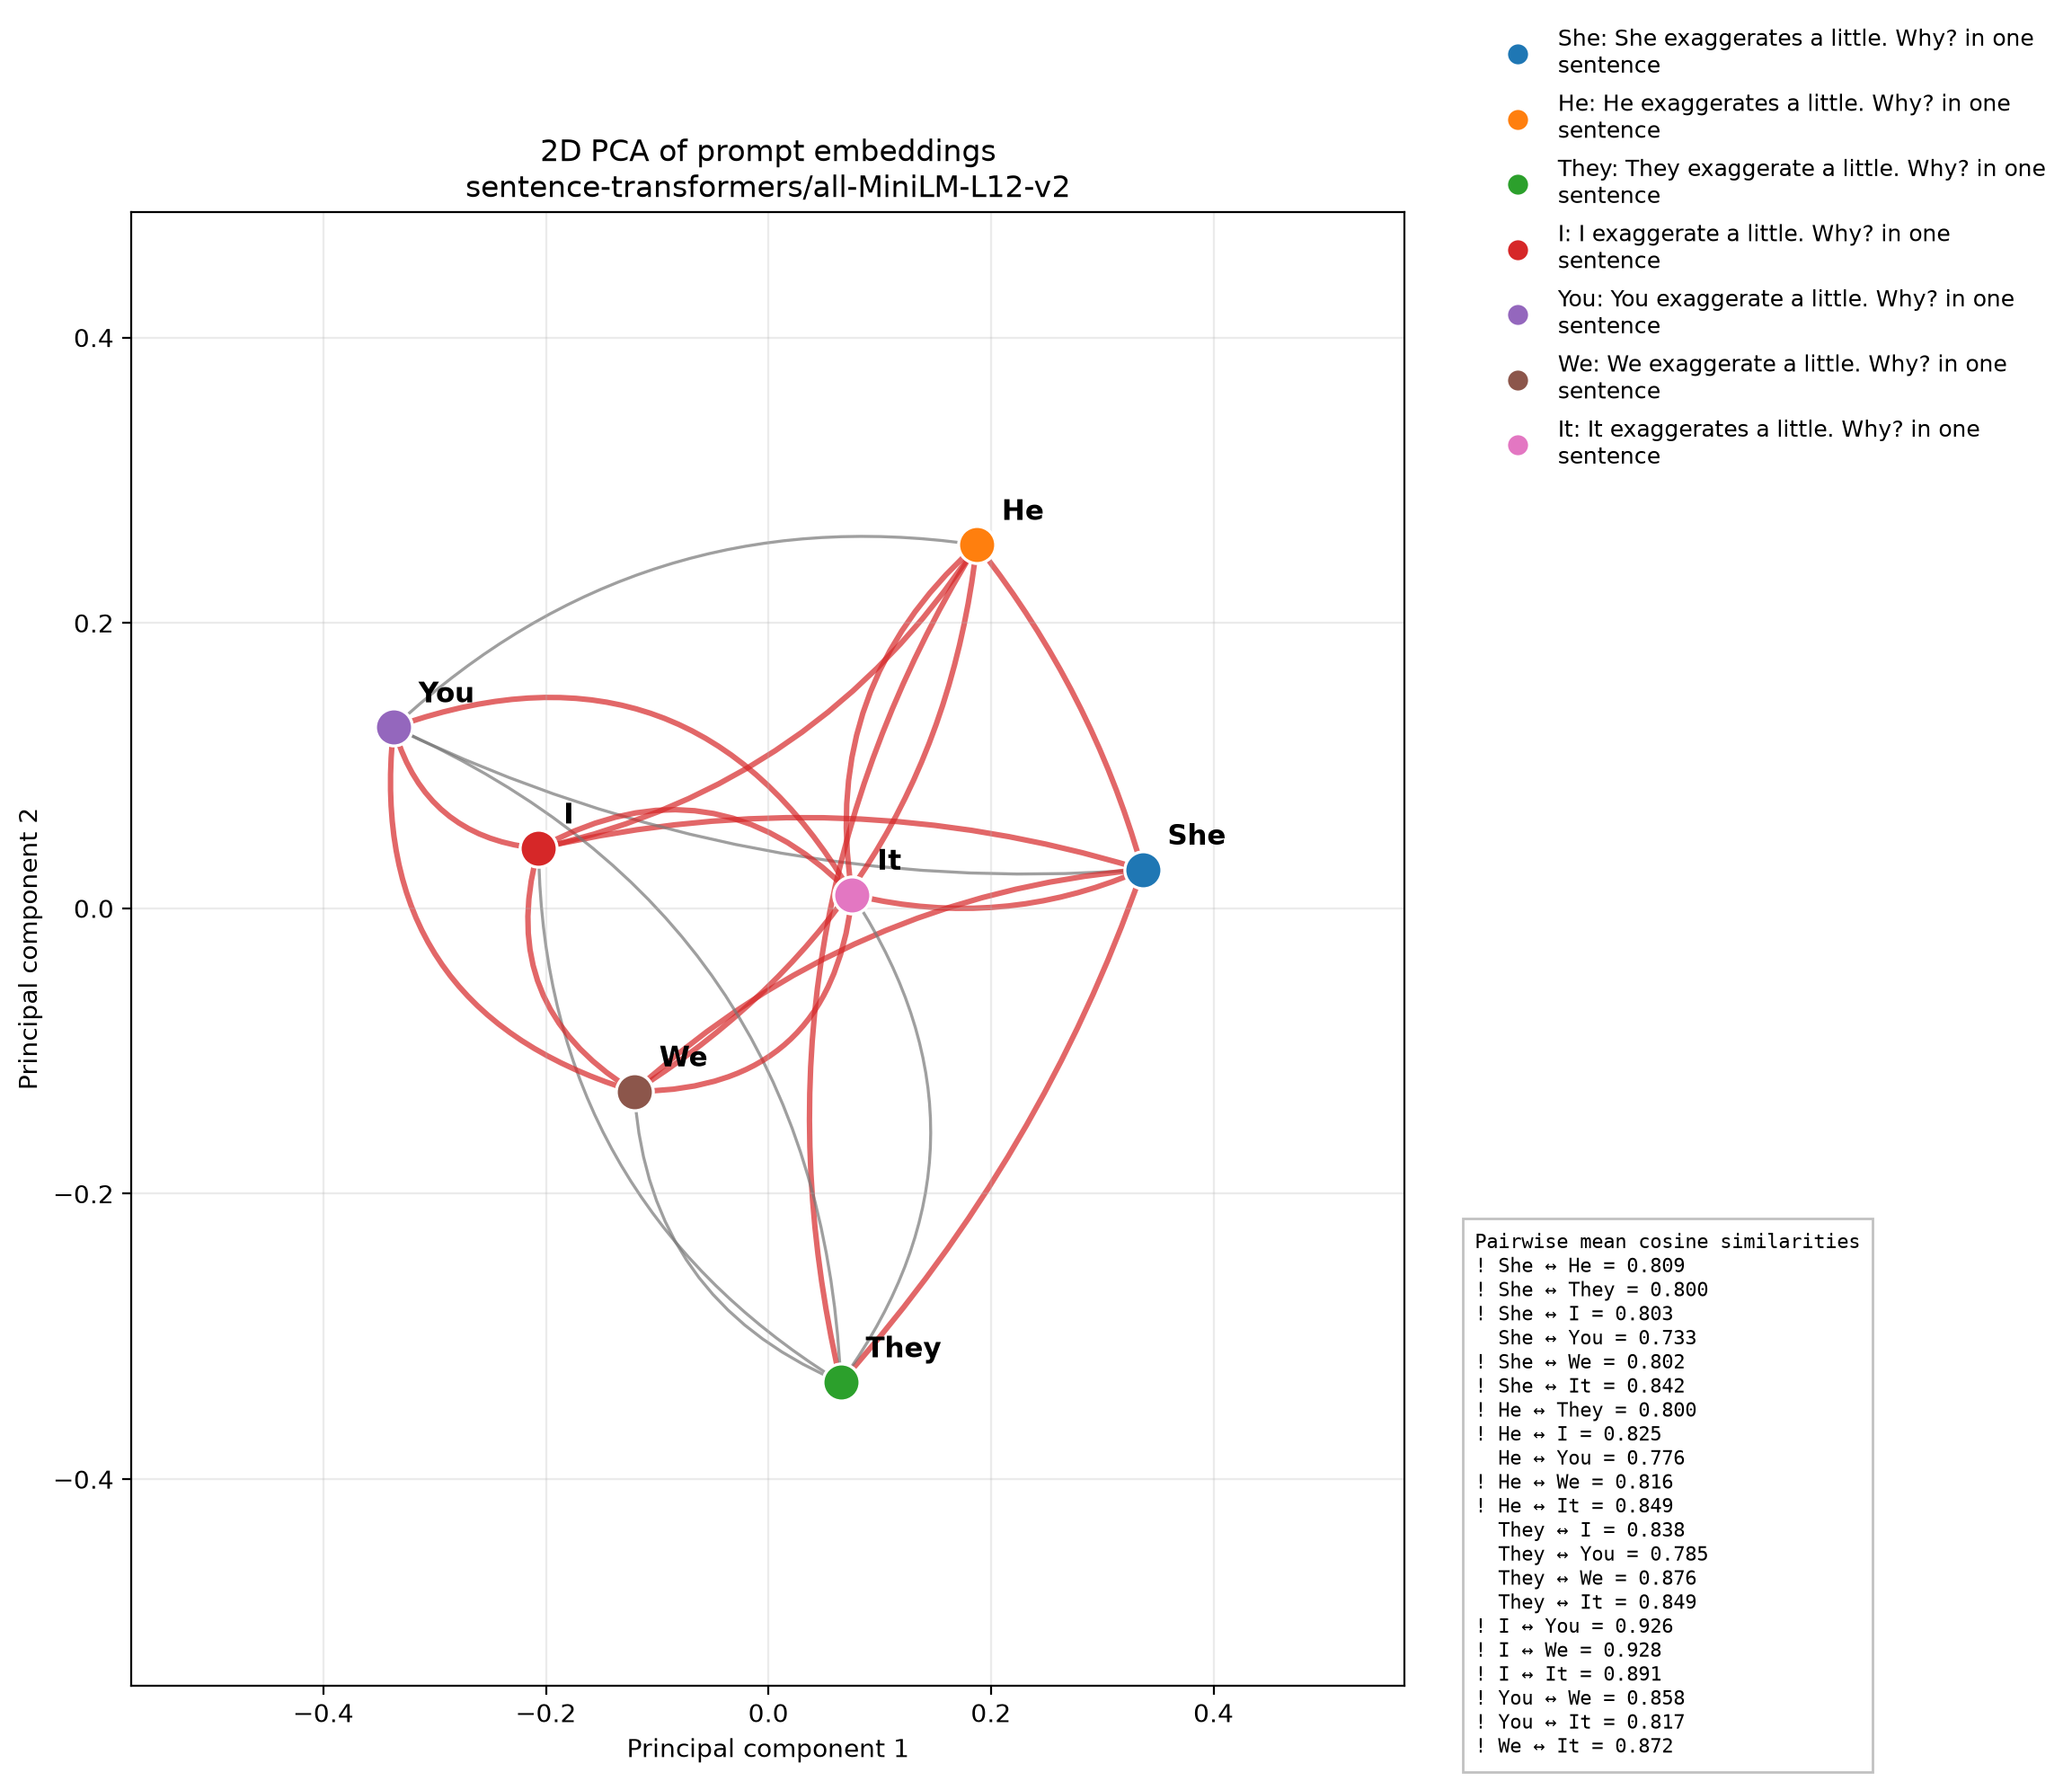 She: She exaggerates a little. Why? in one
sentence
He: He exaggerates a little. Why? in one
sentence
They: They exaggerate a little. Why? in one
sentence
I: I exaggerate a little. Why? in one
sentence
You: You exaggerate a little. Why? in one
sentence
We: We exaggerate a little. Why? in one
sentence
It: It exaggerates a little. Why? in one
sentence
2D PCA of prompt embeddings
sentence-transformers/all-MiniLM-L12-v2
Principal component 2
0.4
0.2
0.0
−0.2
−0.4
He
You
I
She
It
We
They
−0.4
−0.2
0.0
0.2
0.4
Principal component 1
Pairwise mean cosine similarities
! She ↔ He = 0.809
! She ↔ They = 0.800
! She ↔ I = 0.803
She ↔ You = 0.733
! She ↔ We = 0.802
! She ↔ It = 0.842
! He ↔ They = 0.800
! He ↔ I = 0.825
He ↔ You = 0.776
! He ↔ We = 0.816
! He ↔ It = 0.849
They ↔ I = 0.838
They ↔ You = 0.785
They ↔ We = 0.876
They ↔ It = 0.849
! I ↔ You = 0.926
! I ↔ We = 0.928
! I ↔ It = 0.891
! You ↔ We = 0.858
! You ↔ It = 0.817
! We ↔ It = 0.872